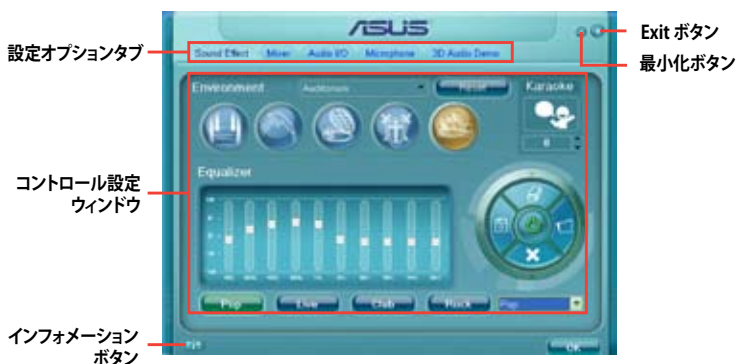 ASUS
Exit ボタン
設定オプションタブ
Sound Effect Mixer Audio I/O Microphone 3D Audio Demo
最小化ボタン
Environment Auditorium Reset Karaoke
0
コントロール設定
ウィンドウ
Equalizer
Pop Live Club Rock Pop
インフォメーション
ボタン
OK